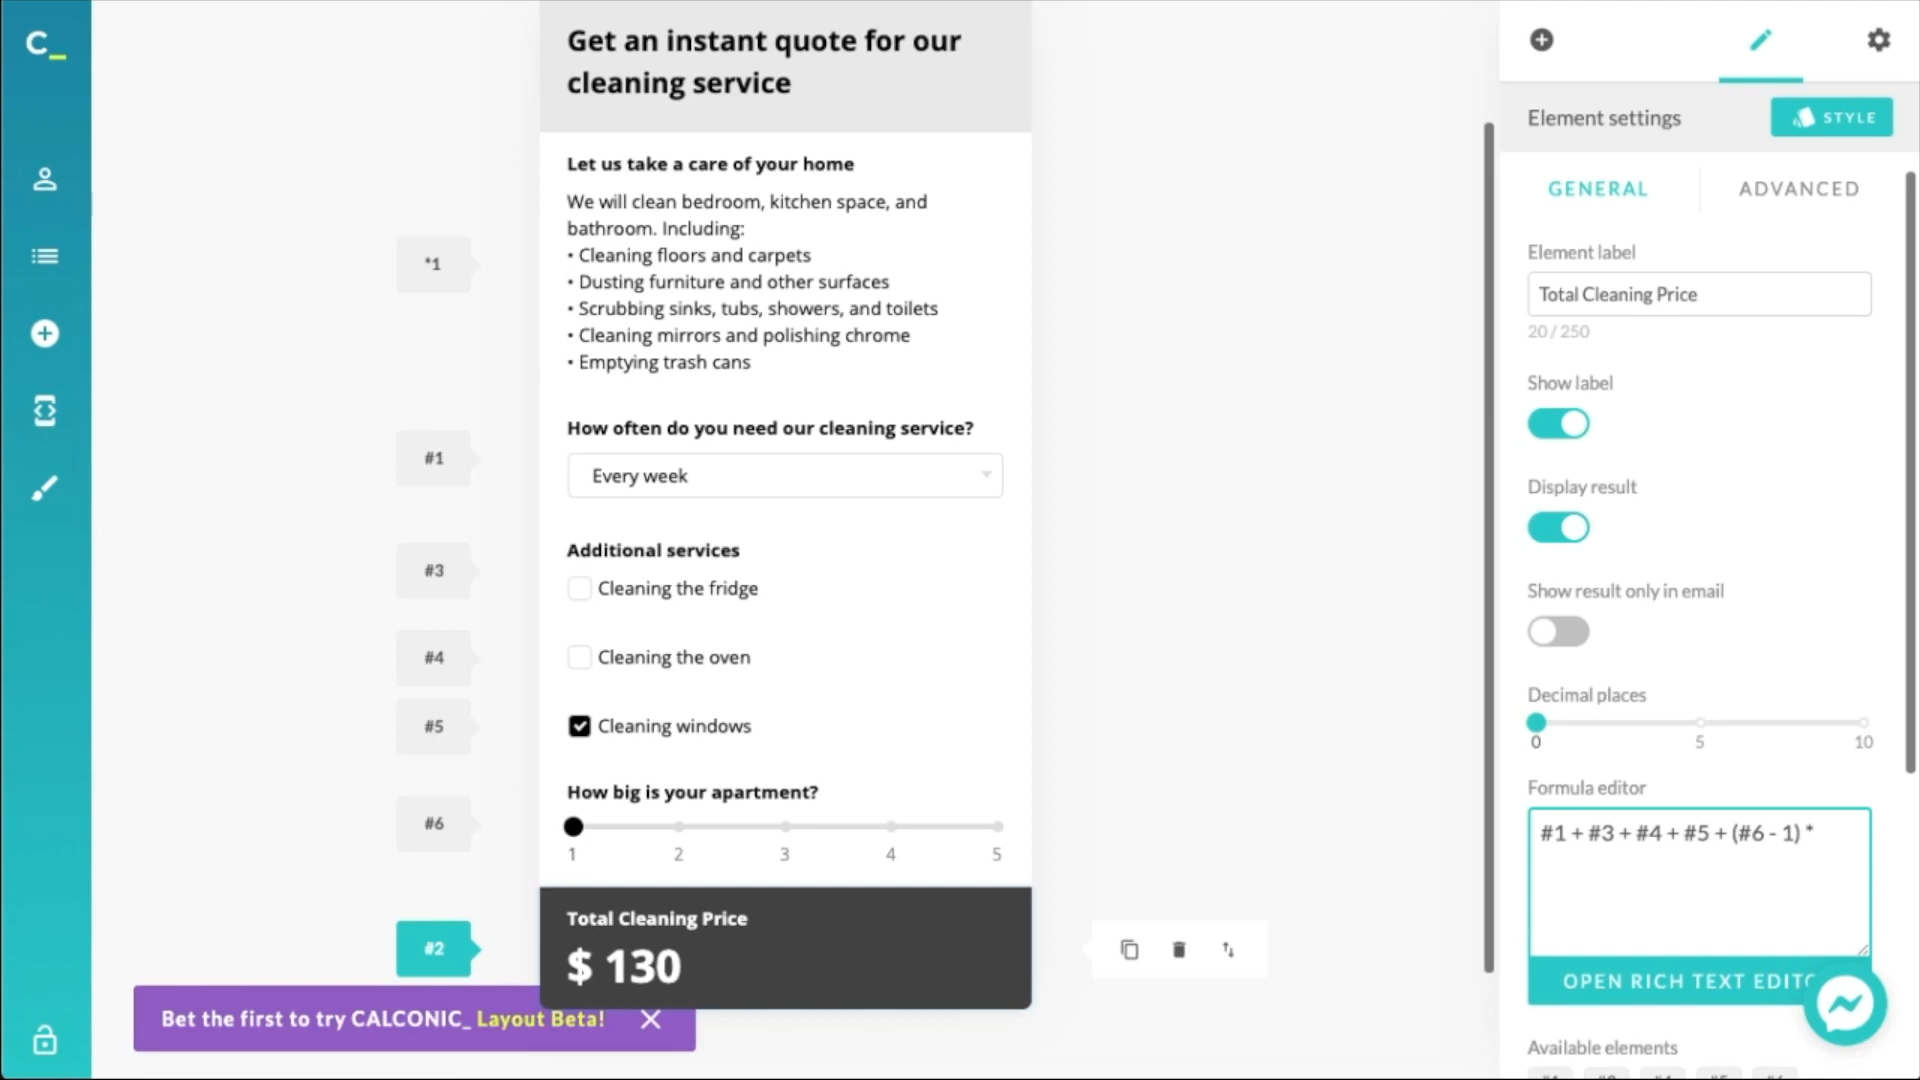 C_
Get an instant quote for our
cleaning service
Let us take a care of your home
We will clean bedroom, kitchen space, and
bathroom. Including:
• Cleaning floors and carpets
• Dusting furniture and other surfaces
• Scrubbing sinks, tubs, showers, and toilets
• Cleaning mirrors and polishing chrome
• Emptying trash cans
*1
How often do you need our cleaning service?
#1
Every week
Additional services
#3
Cleaning the fridge
#4
Cleaning the oven
#5
Cleaning windows
How big is your apartment?
#6
1 2 3 4 5
#2
Total Cleaning Price
$ 130
Bet the first to try CALCONIC_ Layout Beta!
Element settings
STYLE
GENERAL
ADVANCED
Element label
Total Cleaning Price
20 / 250
Show label
Display result
Show result only in email
Decimal places
0 5 10
Formula editor
#1 + #3 + #4 + #5 + (#6 - 1) *
OPEN RICH TEXT
Available elements